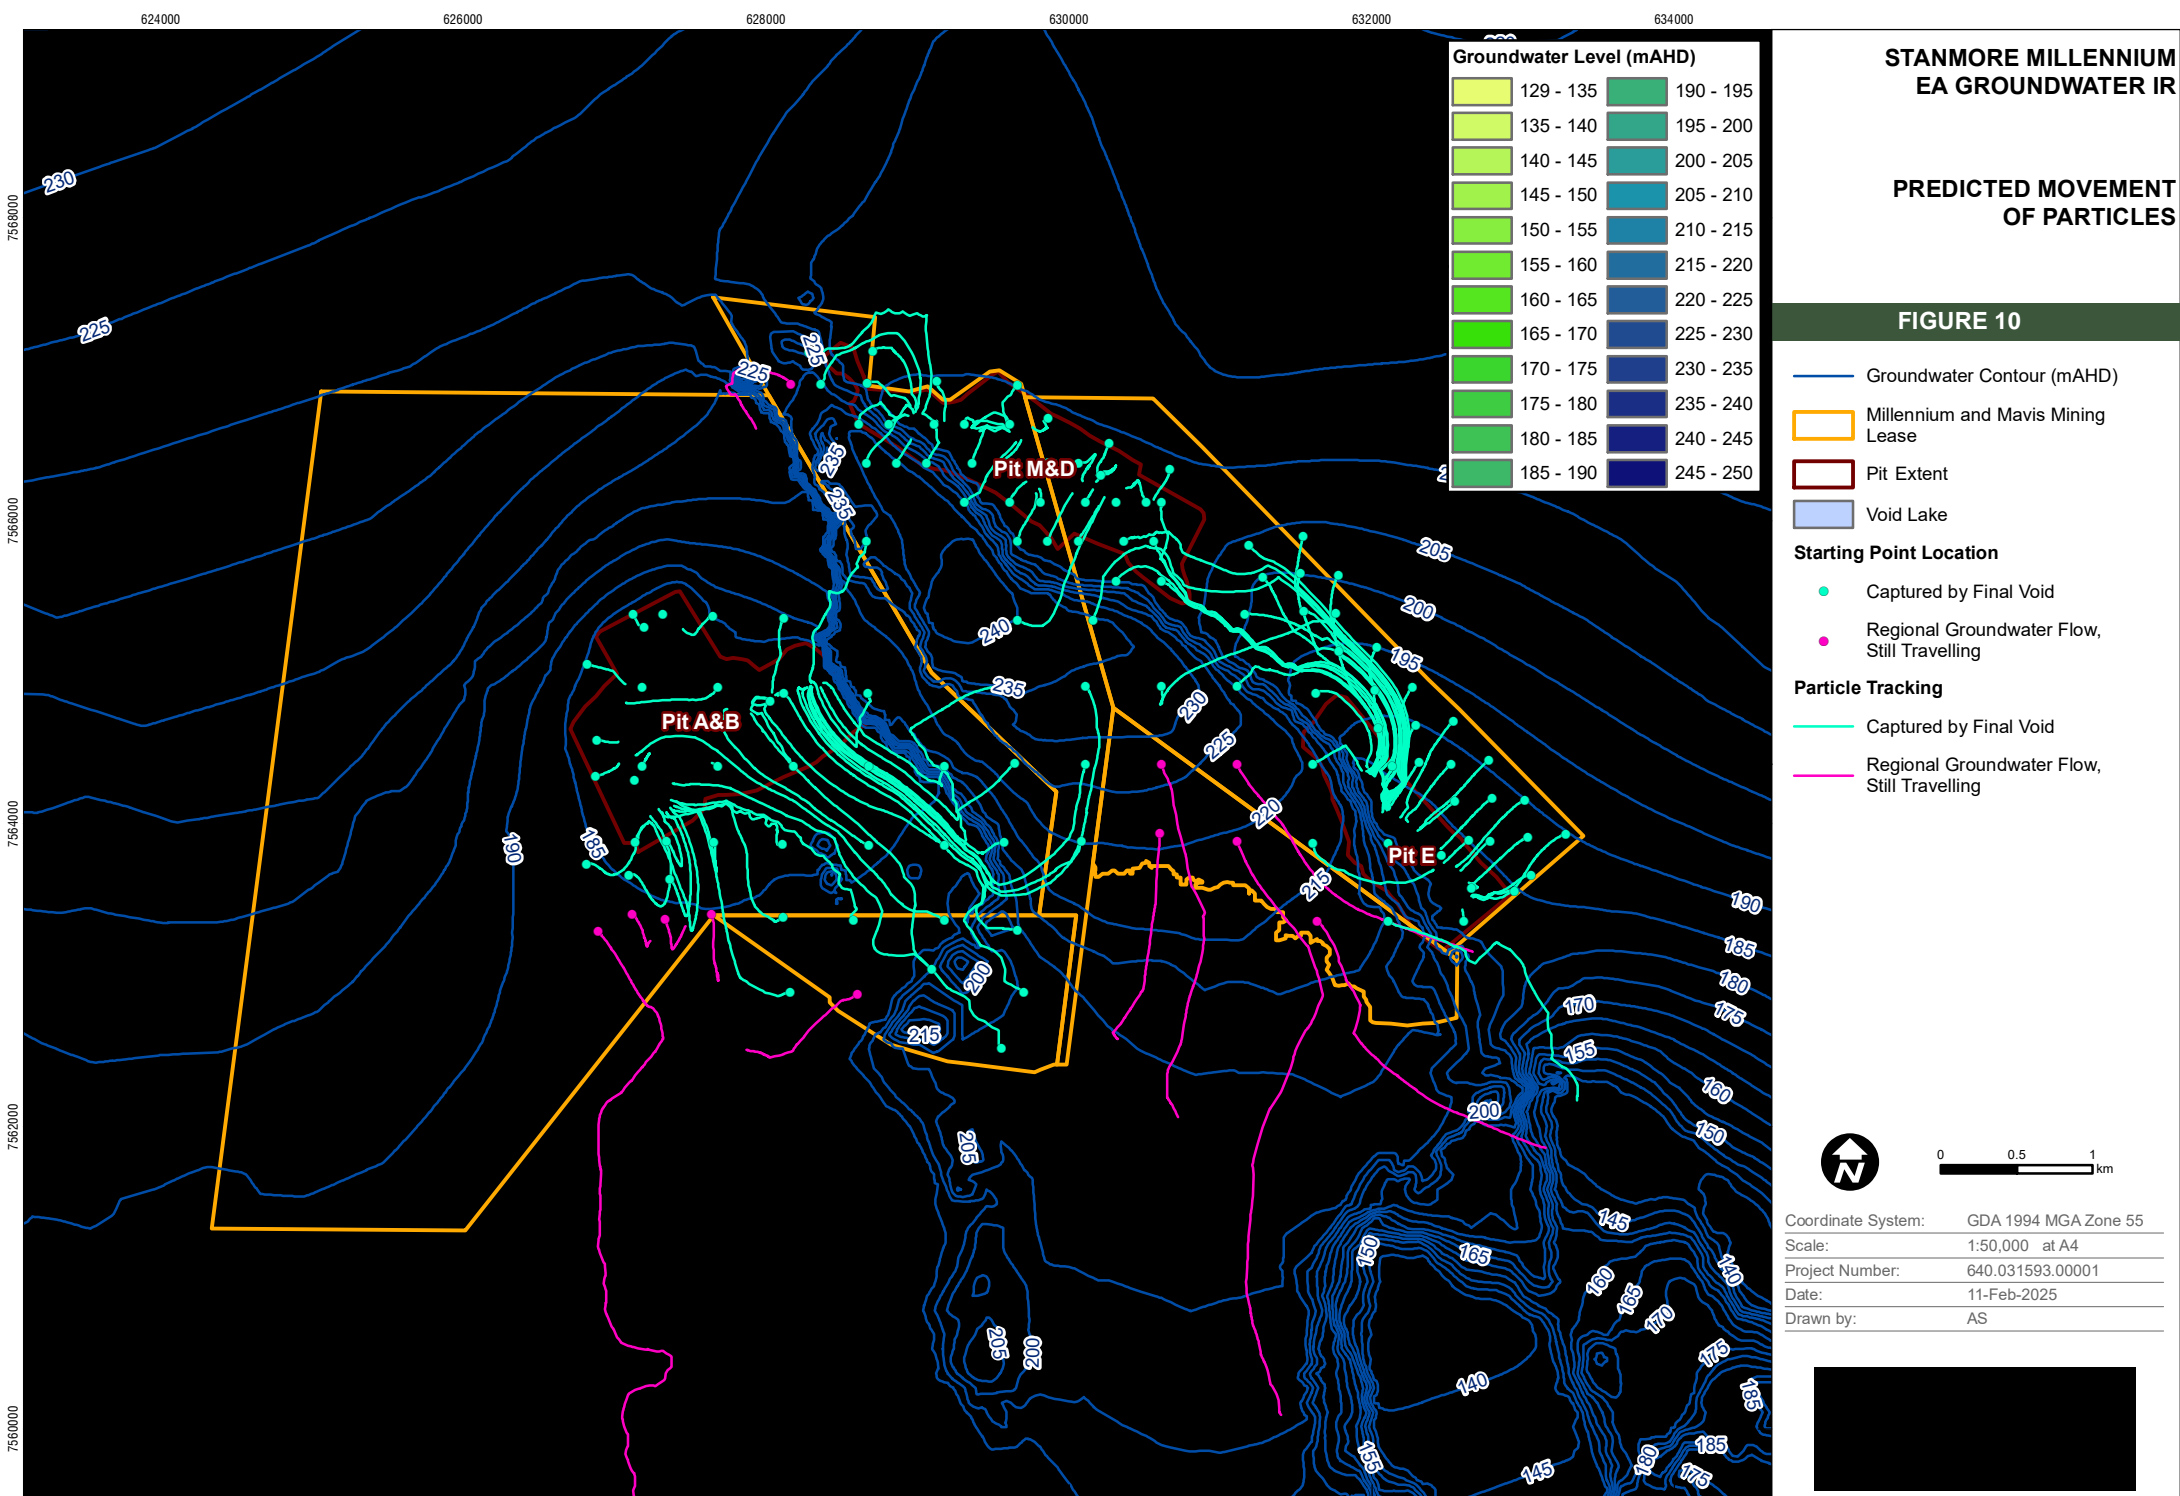 624000
626000
628000
630000
632000
634000
7568000
7566000
7564000
7562000
7560000
Groundwater Level (mAHD)
129 - 135
135 - 140
140 - 145
145 - 150
150 - 155
155 - 160
160 - 165
165 - 170
170 - 175
175 - 180
180 - 185
185 - 190
190 - 195
195 - 200
200 - 205
205 - 210
210 - 215
215 - 220
220 - 225
225 - 230
230 - 235
235 - 240
240 - 245
245 - 250
230
225
225
225
235
235
Pit M&D
205
200
195
240
235
230
225
220
Pit A&B
190
185
Pit E
215
190
185
180
175
170
155
160
150
200
215
200
205
145
140
150
165
160
165
170
175
185
205
200
140
155
145
180
185
175
STANMORE MILLENNIUM
EA GROUNDWATER IR
PREDICTED MOVEMENT
OF PARTICLES
FIGURE 10
Groundwater Contour (mAHD)
Millennium and Mavis Mining
Lease
Pit Extent
Void Lake
Starting Point Location
Captured by Final Void
Regional Groundwater Flow,
Still Travelling
Particle Tracking
Captured by Final Void
Regional Groundwater Flow,
Still Travelling
N
0 0.5 1
km
Coordinate System: GDA 1994 MGA Zone 55
Scale: 1:50,000 at A4
Project Number: 640.031593.00001
Date: 11-Feb-2025
Drawn by: AS